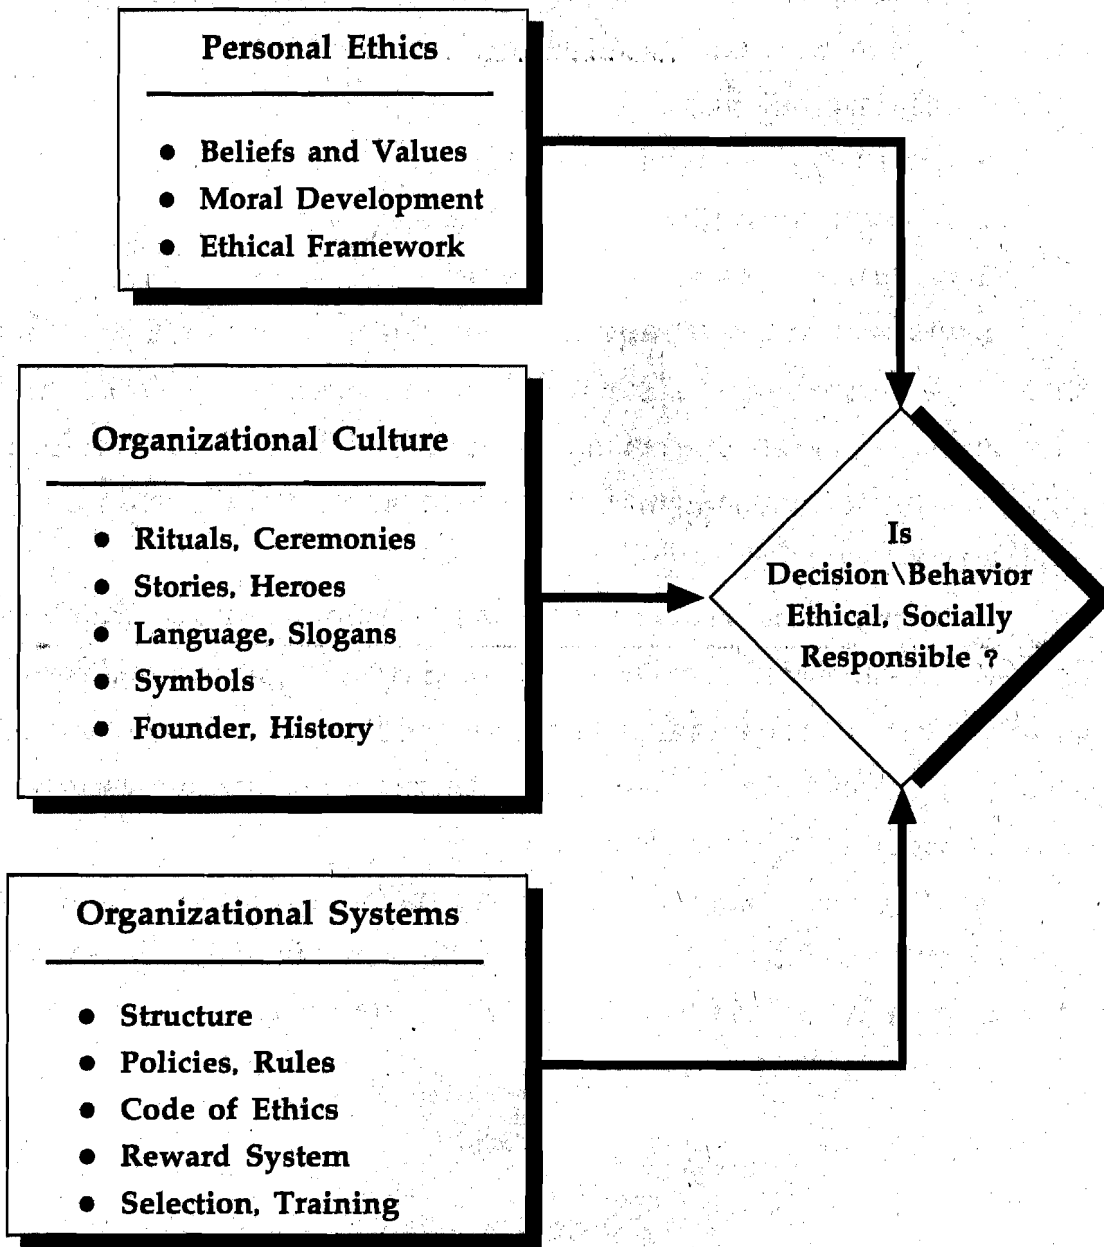 Personal Ethics
● Beliefs and Values
● Moral Development
● Ethical Framework
Organizational Culture
● Rituals, Ceremonies
● Stories, Heroes
● Language, Slogans
● Symbols
● Founder, History
Is
Decision\Behavior
Ethical, Socially
Responsible ?
Organizational Systems
● Structure
● Policies, Rules
● Code of Ethics
● Reward System
● Selection, Training